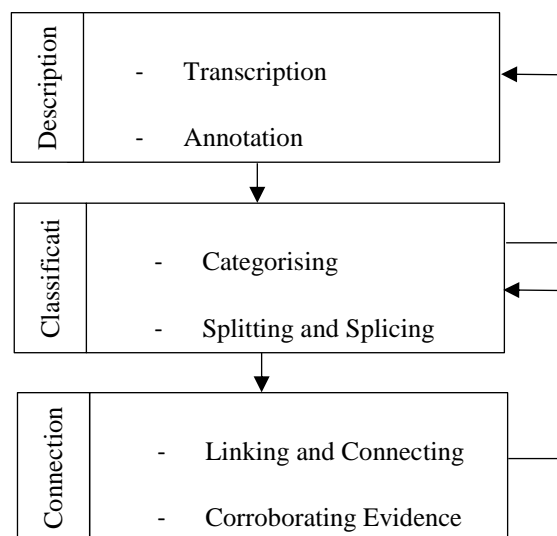 Description
- Transcription
- Annotation
Classificati
- Categorising
- Splitting and Splicing
Connection
- Linking and Connecting
- Corroborating Evidence